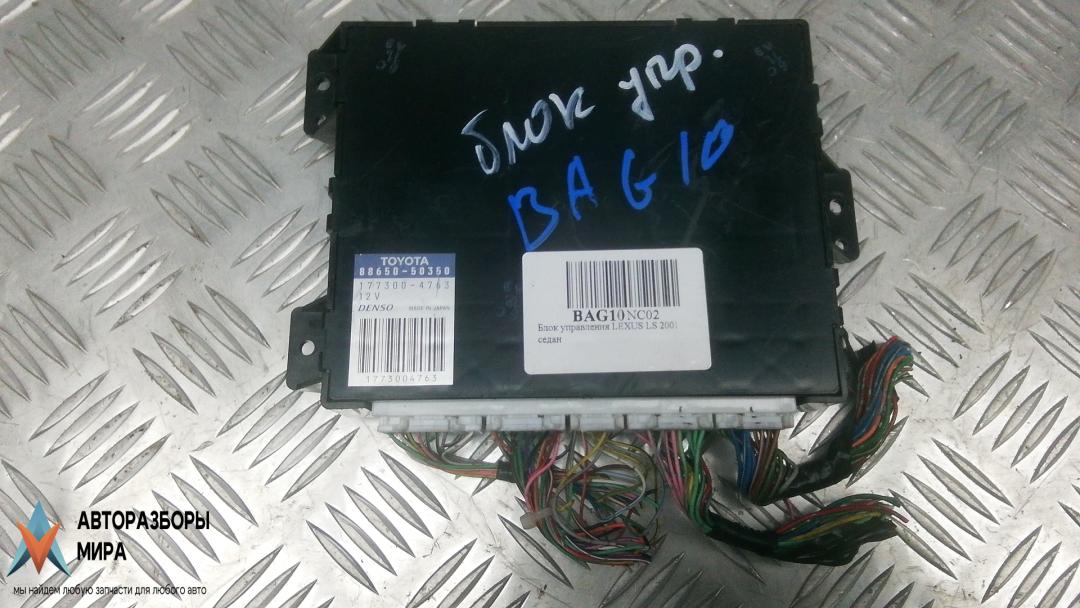 блок упр.
BAG10
TOYOTA
88650-50350
177300-4763
12V
DENSO MADE IN JAPAN
1773004763
BAG10NC02
Блок управления LEXUS LS 2001
седан
АВТОРАЗБОРЫ
МИРА
мы найдем любую запчасти для любого авто